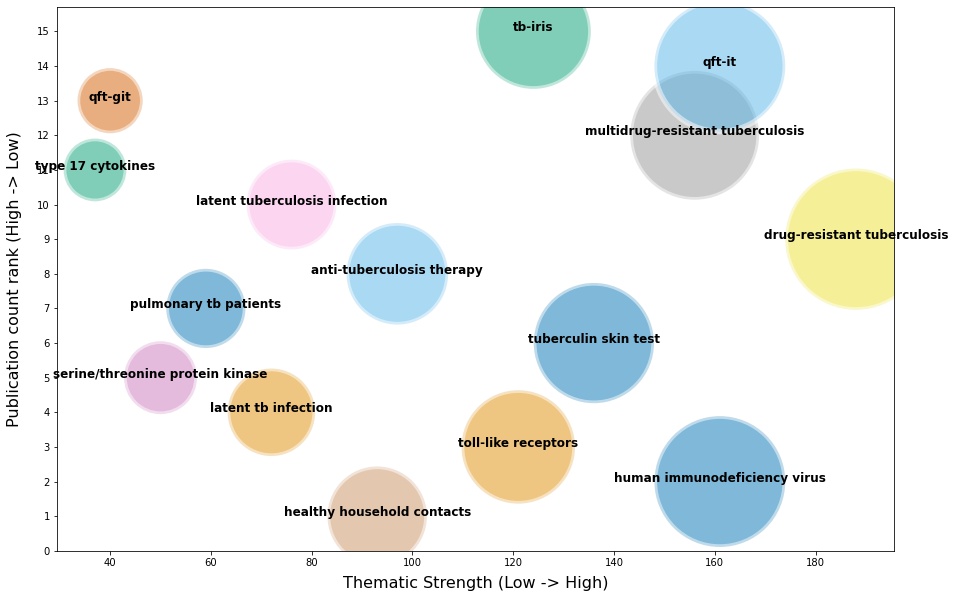 15
tb-iris
14
qft-it
13
qft-git
12
multidrug-resistant tuberculosis
11
type 17 cytokines
10
latent tuberculosis infection
9
drug-resistant tuberculosis
8
anti-tuberculosis therapy
7
pulmonary tb patients
6
tuberculin skin test
5
serine/threonine protein kinase
4
latent tb infection
3
toll-like receptors
2
human immunodeficiency virus
1
healthy household contacts
0
Publication count rank (High -> Low)
40 60 80 100 120 140 160 180
Thematic Strength (Low -> High)